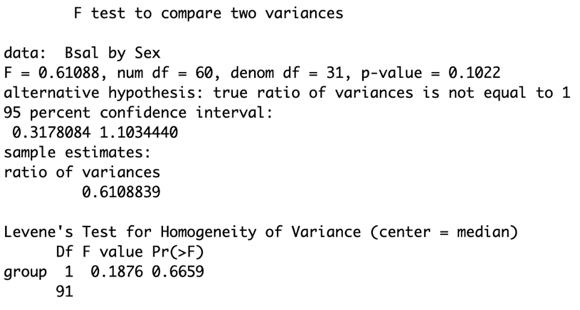 F test to compare two variances
data:  Bsal by Sex
F = 0.61088, num df = 60, denom df = 31, p-value = 0.1022
alternative hypothesis: true ratio of variances is not equal to 1
95 percent confidence interval:
 0.3178084 1.1034440
sample estimates:
ratio of variances
         0.6108839
Levene's Test for Homogeneity of Variance (center = median)
      Df F value Pr(>F)
group  1  0.1876 0.6659
      91